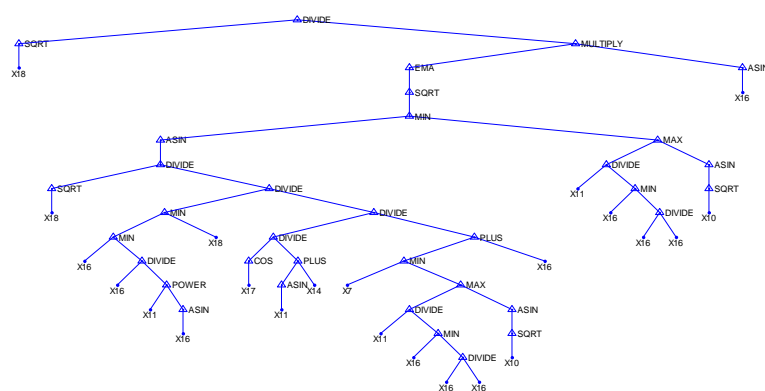 DIVIDE
SQRT MULTIPLY
X18 EMA ASIN
SQRT X16
MIN
ASIN MAX
DIVIDE DIVIDE ASIN
SQRT DIVIDE X11 MIN SQRT
X18 MIN DIVIDE X16 DIVIDE X10
MIN X18 DIVIDE PLUS X16 X16
X16 DIVIDE COS PLUS MIN X16
X16 POWER X17 ASIN X14 X7 MAX
X11 ASIN X11 DIVIDE ASIN
X16 X11 MIN SQRT
X16 DIVIDE X10
X16 X16